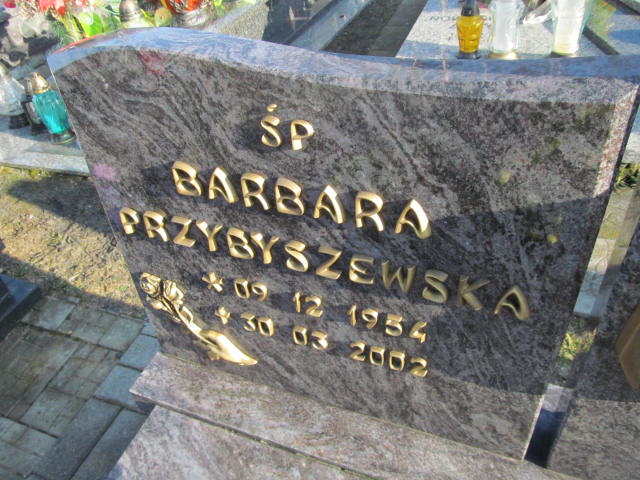 ŚP
BARBARA
PRZYBYSZEWSKA
* 09 12 1954
+ 30 03 2002